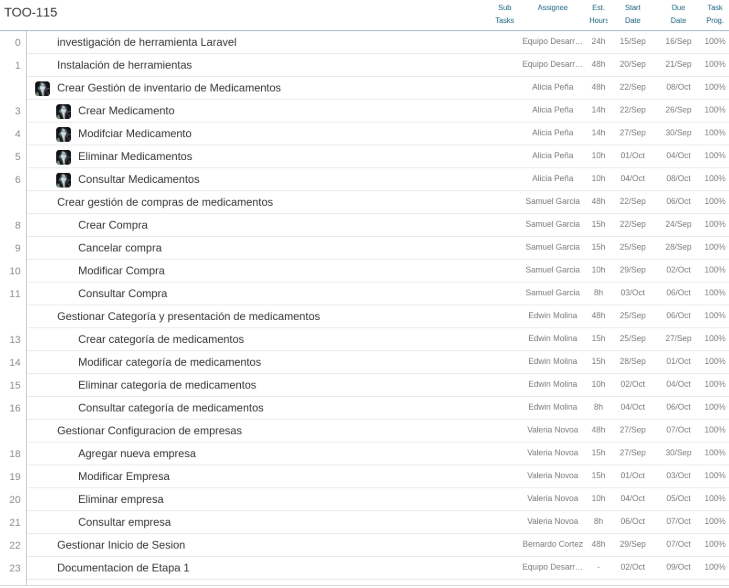 TOO-115 Sub Tasks Assignee Est. Hours Start Date Due Date Task Prog.
0 investigación de herramienta Laravel Equipo Desarr... 24h 15/Sep 16/Sep 100%
1 Instalación de herramientas Equipo Desarr... 48h 20/Sep 21/Sep 100%
Crear Gestión de inventario de Medicamentos Alicia Peña 48h 22/Sep 08/Oct 100%
3 Crear Medicamento Alicia Peña 14h 22/Sep 26/Sep 100%
4 Modifciar Medicamento Alicia Peña 14h 27/Sep 30/Sep 100%
5 Eliminar Medicamentos Alicia Peña 10h 01/Oct 04/Oct 100%
6 Consultar Medicamentos Alicia Peña 10h 04/Oct 08/Oct 100%
Crear gestión de compras de medicamentos Samuel Garcia 48h 22/Sep 06/Oct 100%
8 Crear Compra Samuel Garcia 15h 22/Sep 24/Sep 100%
9 Cancelar compra Samuel Garcia 15h 25/Sep 28/Sep 100%
10 Modificar Compra Samuel Garcia 10h 29/Sep 02/Oct 100%
11 Consultar Compra Samuel Garcia 8h 03/Oct 06/Oct 100%
Gestionar Categoría y presentación de medicamentos Edwin Molina 48h 25/Sep 06/Oct 100%
13 Crear categoría de medicamentos Edwin Molina 15h 25/Sep 27/Sep 100%
14 Modificar categoría de medicamentos Edwin Molina 15h 28/Sep 01/Oct 100%
15 Eliminar categoría de medicamentos Edwin Molina 10h 02/Oct 04/Oct 100%
16 Consultar categoría de medicamentos Edwin Molina 8h 04/Oct 06/Oct 100%
Gestionar Configuracion de empresas Valeria Novoa 48h 27/Sep 07/Oct 100%
18 Agregar nueva empresa Valeria Novoa 15h 27/Sep 30/Sep 100%
19 Modificar Empresa Valeria Novoa 15h 01/Oct 03/Oct 100%
20 Eliminar empresa Valeria Novoa 10h 04/Oct 05/Oct 100%
21 Consultar empresa Valeria Novoa 8h 06/Oct 07/Oct 100%
22 Gestionar Inicio de Sesion Bernardo Cortez 48h 29/Sep 07/Oct 100%
23 Documentacion de Etapa 1 Equipo Desarr... - 02/Oct 09/Oct 100%